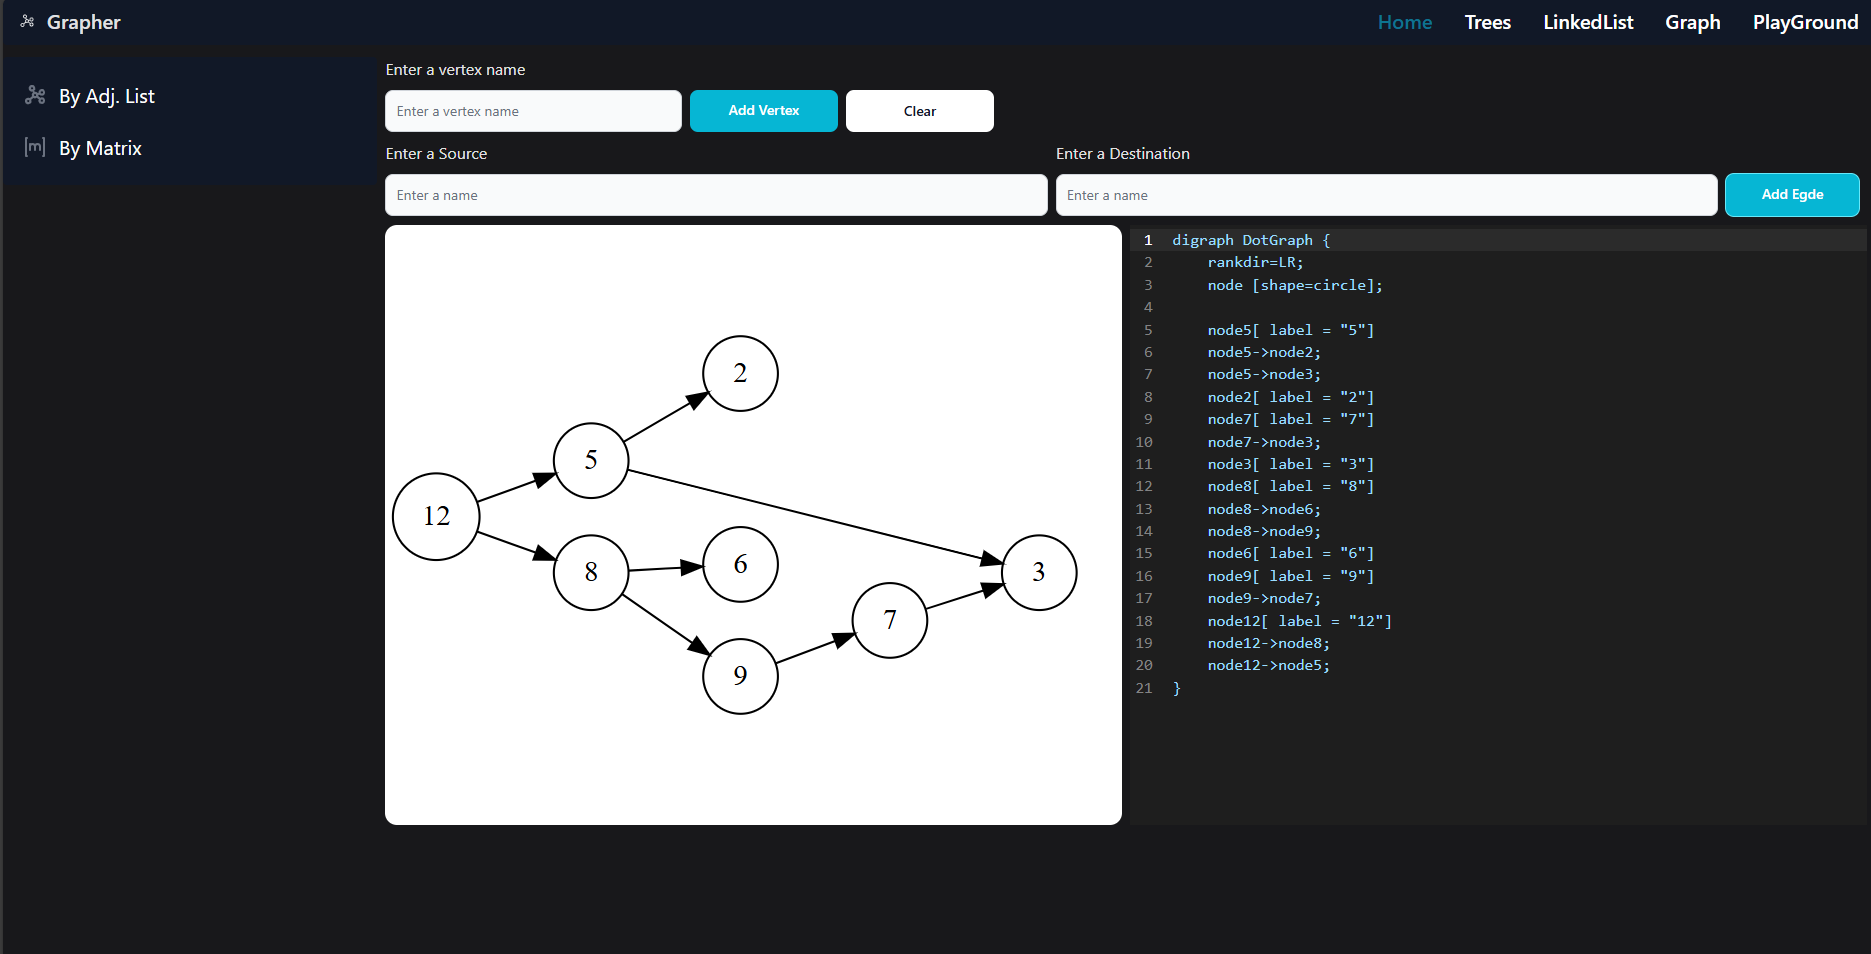 Grapher
Home Trees LinkedList Graph PlayGround
By Adj. List
By Matrix
Enter a vertex name
Enter a vertex name Add Vertex Clear
Enter a Source Enter a Destination
Enter a name Enter a name Add Egde
2
5
12
8
6
3
7
9
1 digraph DotGraph {
2     rankdir=LR;
3     node [shape=circle];
4
5     node5[ label = "5"]
6     node5->node2;
7     node5->node3;
8     node2[ label = "2"]
9     node7[ label = "7"]
10     node7->node3;
11     node3[ label = "3"]
12     node8[ label = "8"]
13     node8->node6;
14     node8->node9;
15     node6[ label = "6"]
16     node9[ label = "9"]
17     node9->node7;
18     node12[ label = "12"]
19     node12->node8;
20     node12->node5;
21 }